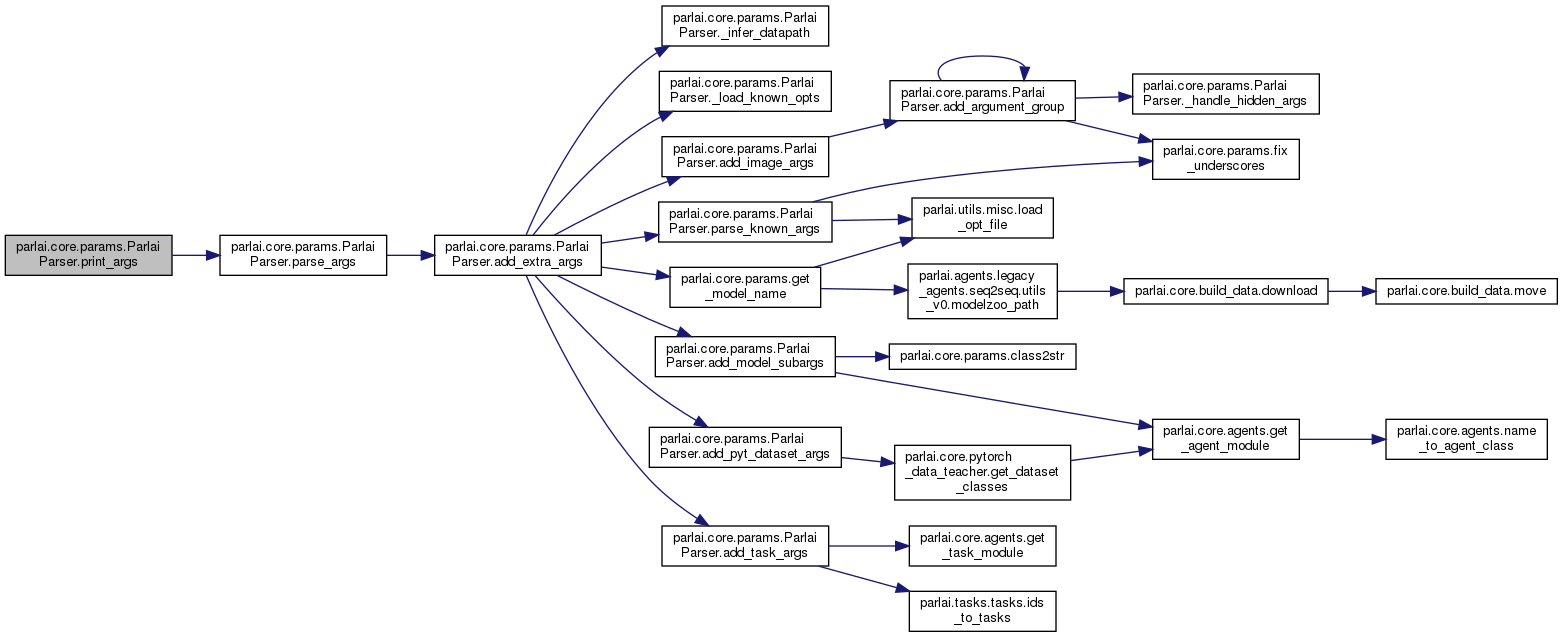 parlai.core.params.Parlai
Parser.print_args
parlai.core.params.Parlai
Parser.parse_args
parlai.core.params.Parlai
Parser.add_extra_args
parlai.core.params.Parlai
Parser._infer_datapath
parlai.core.params.Parlai
Parser._load_known_opts
parlai.core.params.Parlai
Parser.add_image_args
parlai.core.params.Parlai
Parser.add_argument_group
parlai.core.params.Parlai
Parser._handle_hidden_args
parlai.core.params.fix
_underscores
parlai.core.params.Parlai
Parser.parse_known_args
parlai.utils.misc.load
_opt_file
parlai.core.params.get
_model_name
parlai.agents.legacy
_agents.seq2seq.utils
_v0.modelzoo_path
parlai.core.build_data.download
parlai.core.build_data.move
parlai.core.params.Parlai
Parser.add_model_subargs
parlai.core.params.class2str
parlai.core.params.Parlai
Parser.add_pyt_dataset_args
parlai.core.pytorch
_data_teacher.get_dataset
_classes
parlai.core.agents.get
_agent_module
parlai.core.agents.name
_to_agent_class
parlai.core.params.Parlai
Parser.add_task_args
parlai.core.agents.get
_task_module
parlai.tasks.tasks.ids
_to_tasks